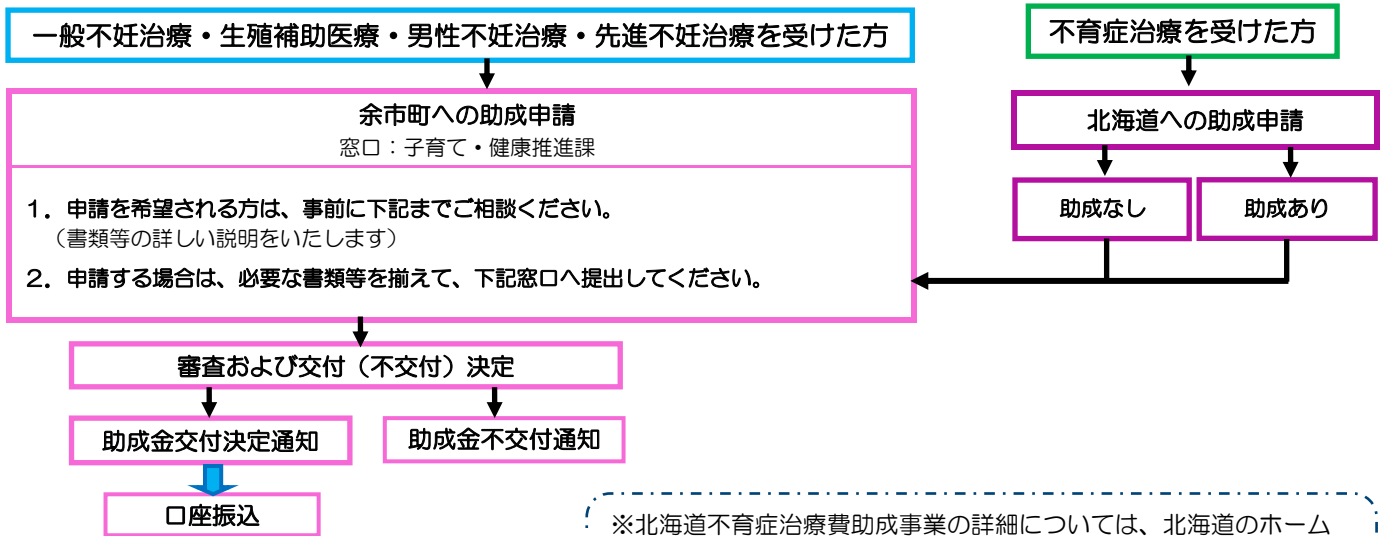 一般不妊治療・生殖補助医療・男性不妊治療・先進不妊治療を受けた方
不育症治療を受けた方
余市町への助成申請
窓口：子育て・健康推進課
北海道への助成申請
助成なし
助成あり
1．申請を希望される方は、事前に下記までご相談ください。
（書類等の詳しい説明をいたします）
2．申請する場合は、必要な書類等を揃えて、下記窓口へ提出してください。
審査および交付（不交付）決定
助成金交付決定通知
助成金不交付通知
口座振込
※北海道不育症治療費助成事業の詳細については、北海道のホーム